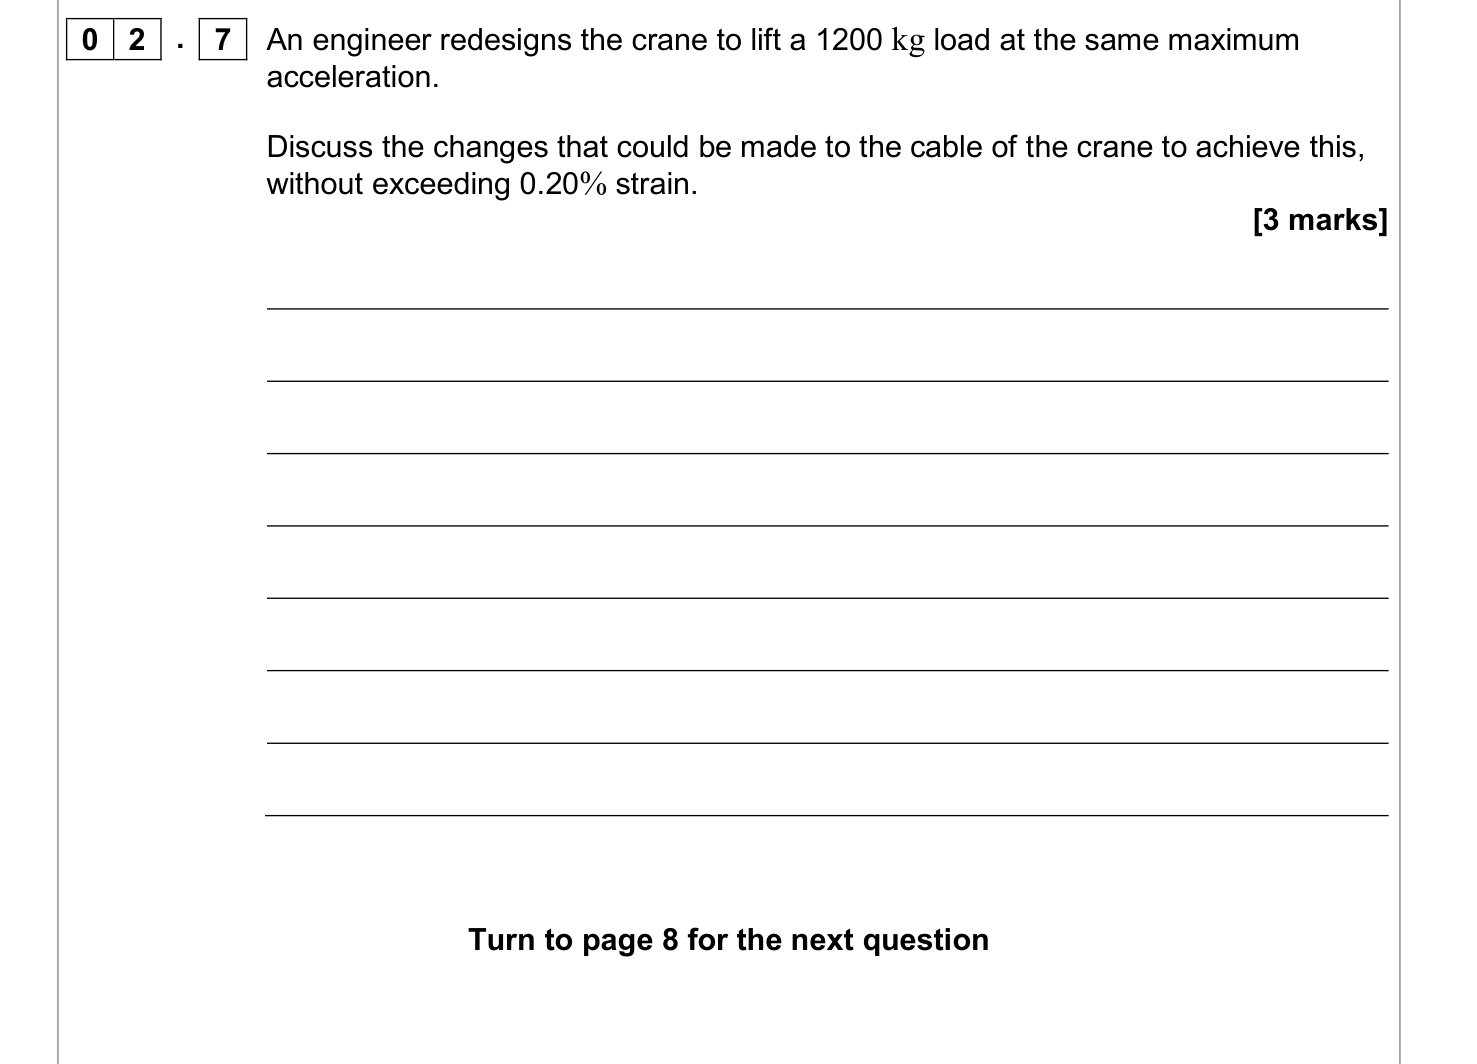 02.7 An engineer redesigns the crane to lift a 1200 kg load at the same maximum
acceleration.
Discuss the changes that could be made to the cable of the crane to achieve this,
without exceeding 0.20% strain.
[3 marks]
Turn to page 8 for the next question